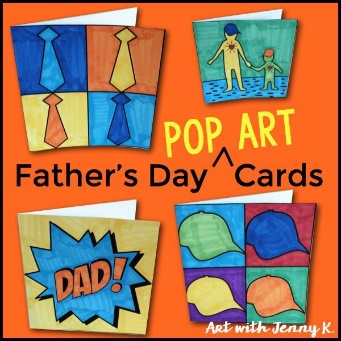 POP ART
Father's Day Cards
DAD!
Art with Jenny K.